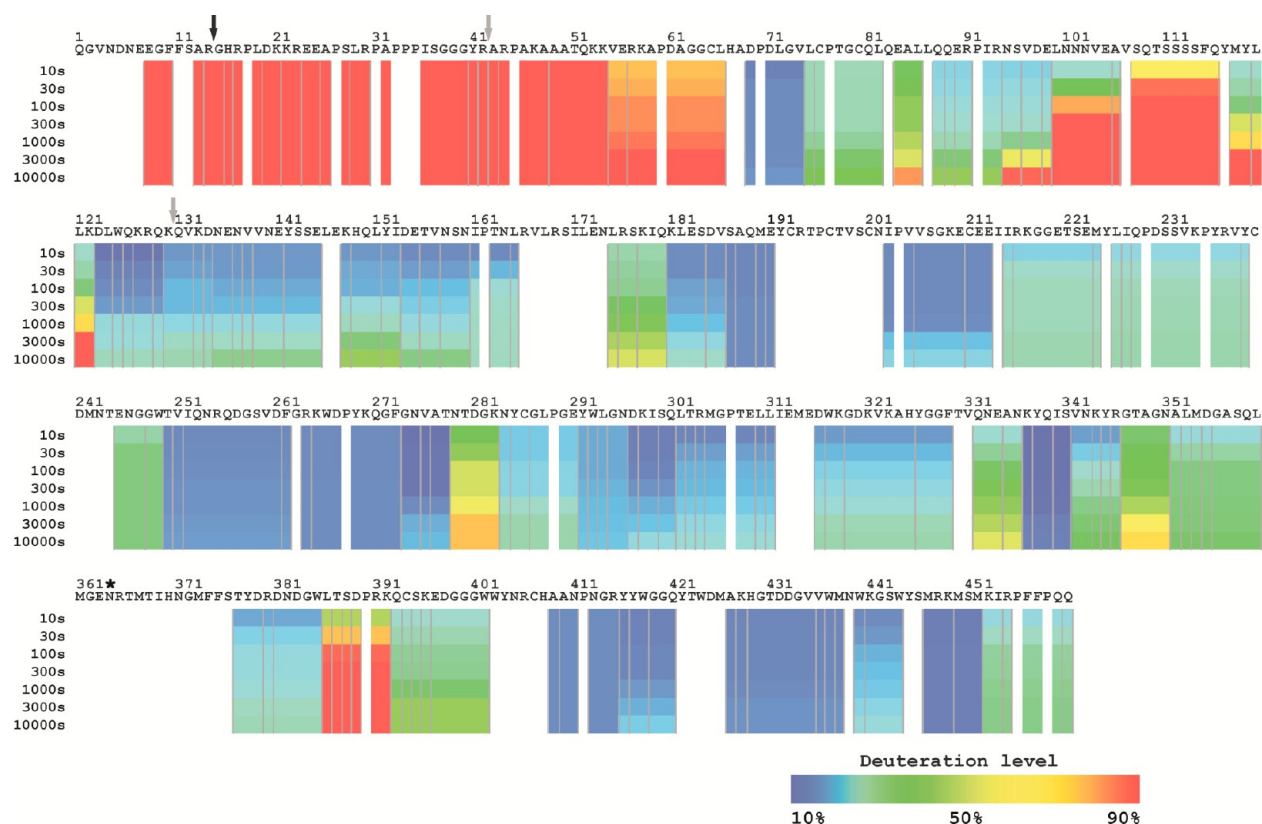 1 11 21 31 41 51 61 71 81 91 101 111
QGVNDNEEGFFSARGHRPLDKKREEAPSLRPAPPPISGGGYRARPAKAAATQKKVERKAPDAGGCLHADPDLGVLCPTGCQLQEALLQQERPIRNSVDELNNNVEAVSQTSSSSFQYMYL
10s
30s
100s
300s
1000s
3000s
10000s
121 131 141 151 161 171 181 191 201 211 221 231
LKDLWQKRQKQVKDNENVVNEYSSELEKHQLYIDETVNSNIPTNLRVLRSILENLRSKIQKLESDVSAQMEYCRTPCTVSCNIPVVSGKECEEIIRKGGETSEMYLIQPDSSVKPYRVYC
10s
30s
100s
300s
1000s
3000s
10000s
241 251 261 271 281 291 301 311 321 331 341 351
DMNTENGGWTVIQNRQDGSVDFGRKWDPYKQGFGNVATNTDGKNYCGLPGEYWLGNDKISQLTRMGPTELLIEMEDWKGDKVKAHYGGFTVQNEANKYQISVNKYRGTAGNALMDGASQL
10s
30s
100s
300s
1000s
3000s
10000s
361 * 371 381 391 401 411 421 431 441 451
MGENRTMTIHNGMFFSTYDRDNDGWLTSDPRKQCSKEDGGGWWYNRCHAANPNGRYYWGGQYTWDMAKHGTDDGVVWMNWKGSWYSMRKMSMKIRPFFPQQ
10s
30s
100s
300s
1000s
3000s
10000s
Deuteration level
10% 50% 90%